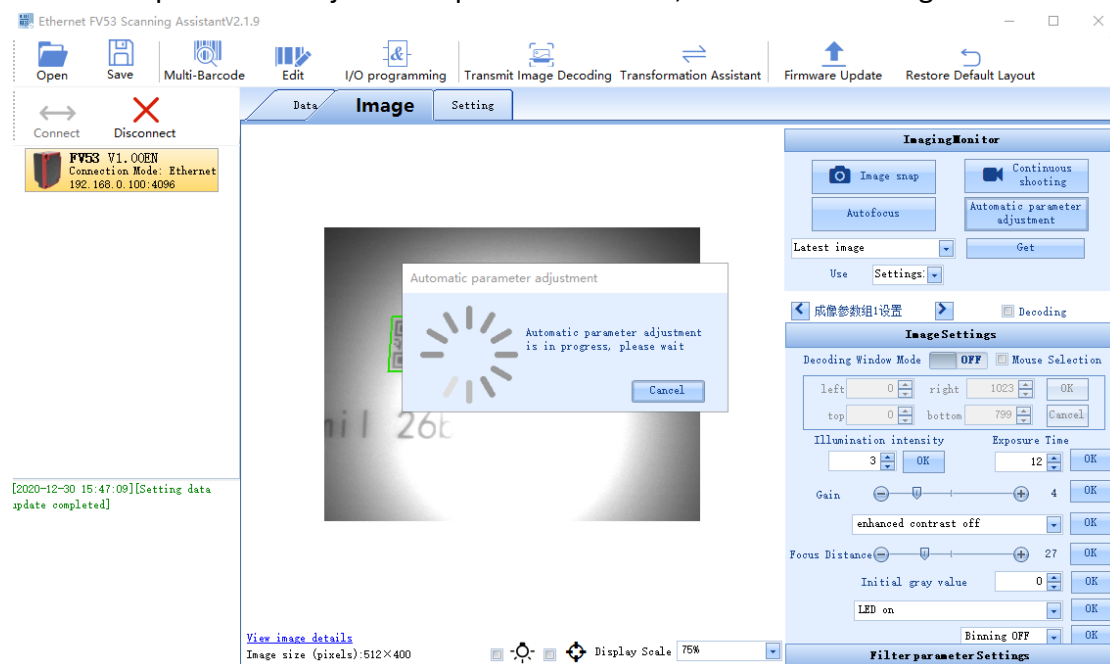 Ethernet FV53 Scanning AssistantV2.1.9
Open Save Multi-Barcode Edit I/O programming Transmit Image Decoding Transformation Assistant Firmware Update Restore Default Layout
Connect Disconnect
Data Image Setting
FV53 V1.00EN
Connection Mode: Ethernet
192.168.0.100:4096
ImagingMonitor
Image snap
Continuous
shooting
Autofocus
Automatic parameter
adjustment
Latest image Get
Use Settings:
成像参数组1设置 Decoding
ImageSettings
Decoding Window Mode OFF Mouse Selection
left 0 right 1023 OK
top 0 bottom 799 Cancel
Illumination intensity Exposure Time
3 OK 12 OK
Gain 4 OK
enhanced contrast off OK
Focus Distance 27 OK
Initial gray value 0 OK
LED on OK
Binning OFF OK
FilterparameterSettings
Automatic parameter adjustment
Automatic parameter adjustment
is in progress, please wait
Cancel
mil 26b
[2020-12-30 15:47:09][Setting data
update completed]
View image details
Image size (pixels):512×400
Display Scale 75%